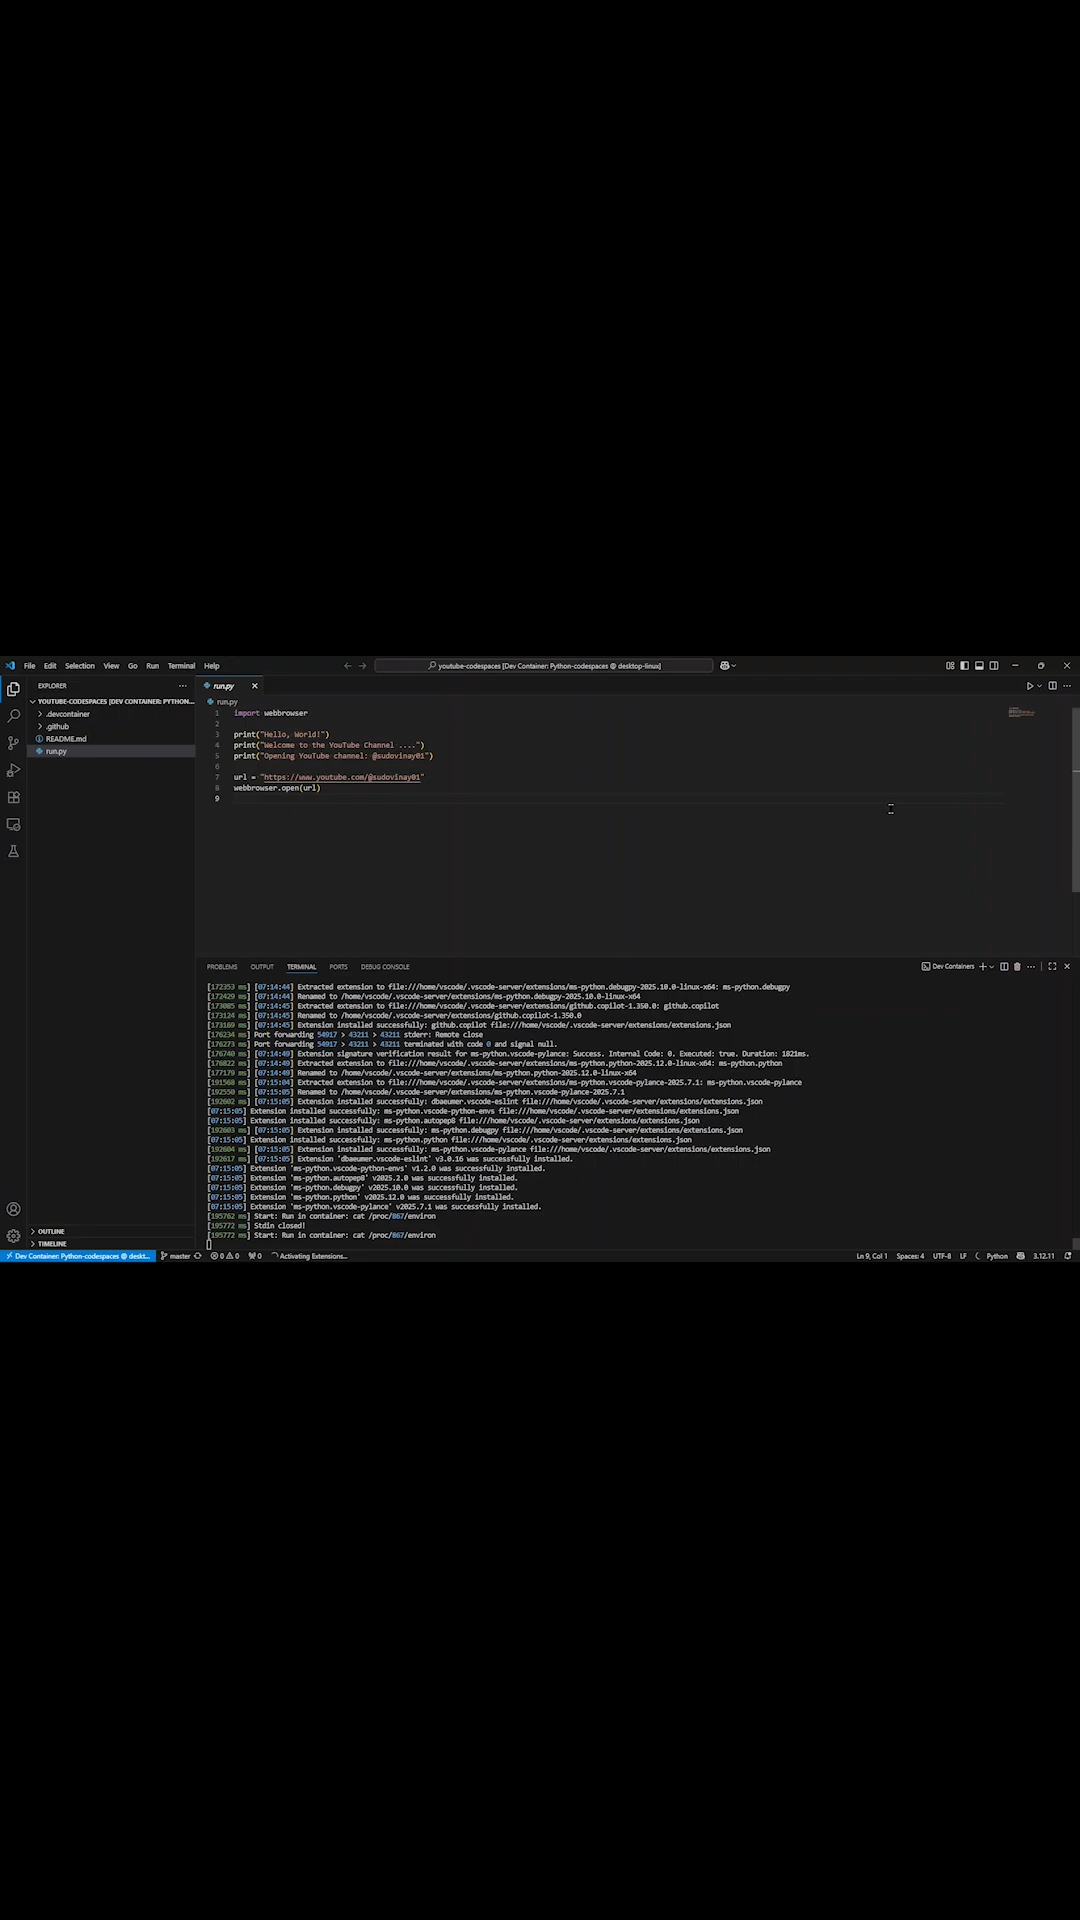 File Edit Selection View Go Run Terminal Help
youtube-codespaces [Dev Container: Python-codespaces @ desktop-linux]
EXPLORER
YOUTUBE-CODESPACES [DEV CONTAINER: PYTHON...
.devcontainer
.github
README.md
run.py
OUTLINE
TIMELINE
run.py
run.py
1 import webbrowser
2
3 print("Hello, World!")
4 print("Welcome to the YouTube Channel ....")
5 print("Opening YouTube channel: @sudovinay01")
6
7 url = "https://www.youtube.com/@sudovinay01"
8 webbrowser.open(url)
9
PROBLEMS OUTPUT TERMINAL PORTS DEBUG CONSOLE
Dev Containers
[172353 ms] [07:14:44] Extracted extension to file:///home/vscode/.vscode-server/extensions/ms-python.debugpy-2025.10.0-linux-x64: ms-python.debugpy
[172429 ms] [07:14:44] Renamed to /home/vscode/.vscode-server/extensions/ms-python.debugpy-2025.10.0-linux-x64
[173085 ms] [07:14:45] Extracted extension to file:///home/vscode/.vscode-server/extensions/github.copilot-1.350.0: github.copilot
[173124 ms] [07:14:45] Renamed to /home/vscode/.vscode-server/extensions/github.copilot-1.350.0
[173169 ms] [07:14:45] Extension installed successfully: github.copilot file:///home/vscode/.vscode-server/extensions/extensions.json
[176234 ms] Port forwarding 54917 > 43211 > 43211 stderr: Remote close
[176273 ms] Port forwarding 54917 > 43211 > 43211 terminated with code 0 and signal null.
[176740 ms] [07:14:49] Extension signature verification result for ms-python.vscode-pylance: Success. Internal Code: 0. Executed: true. Duration: 1821ms.
[176822 ms] [07:14:49] Extracted extension to file:///home/vscode/.vscode-server/extensions/ms-python.python-2025.12.0-linux-x64: ms-python.python
[177179 ms] [07:14:49] Renamed to /home/vscode/.vscode-server/extensions/ms-python.python-2025.12.0-linux-x64
[191568 ms] [07:15:04] Extracted extension to file:///home/vscode/.vscode-server/extensions/ms-python.vscode-pylance-2025.7.1: ms-python.vscode-pylance
[192550 ms] [07:15:05] Renamed to /home/vscode/.vscode-server/extensions/ms-python.vscode-pylance-2025.7.1
[192602 ms] [07:15:05] Extension installed successfully: dbaeumer.vscode-eslint file:///home/vscode/.vscode-server/extensions/extensions.json
[07:15:05] Extension installed successfully: ms-python.vscode-python-envs file:///home/vscode/.vscode-server/extensions/extensions.json
[07:15:05] Extension installed successfully: ms-python.autopep8 file:///home/vscode/.vscode-server/extensions/extensions.json
[192603 ms] [07:15:05] Extension installed successfully: ms-python.debugpy file:///home/vscode/.vscode-server/extensions/extensions.json
[07:15:05] Extension installed successfully: ms-python.python file:///home/vscode/.vscode-server/extensions/extensions.json
[192604 ms] [07:15:05] Extension installed successfully: ms-python.vscode-pylance file:///home/vscode/.vscode-server/extensions/extensions.json
[192617 ms] [07:15:05] Extension 'dbaeumer.vscode-eslint' v3.0.16 was successfully installed.
[07:15:05] Extension 'ms-python.vscode-python-envs' v1.2.0 was successfully installed.
[07:15:05] Extension 'ms-python.autopep8' v2025.2.0 was successfully installed.
[07:15:05] Extension 'ms-python.debugpy' v2025.10.0 was successfully installed.
[07:15:05] Extension 'ms-python.python' v2025.12.0 was successfully installed.
[07:15:05] Extension 'ms-python.vscode-pylance' v2025.7.1 was successfully installed.
[195762 ms] Start: Run in container: cat /proc/867/environ
[195772 ms] Stdin closed!
[195772 ms] Start: Run in container: cat /proc/867/environ
Dev Container: Python-codespaces @ deskt... master 0 0 0 Activating Extensions... Ln 9, Col 1 Spaces: 4 UTF-8 LF Python 3.12.11